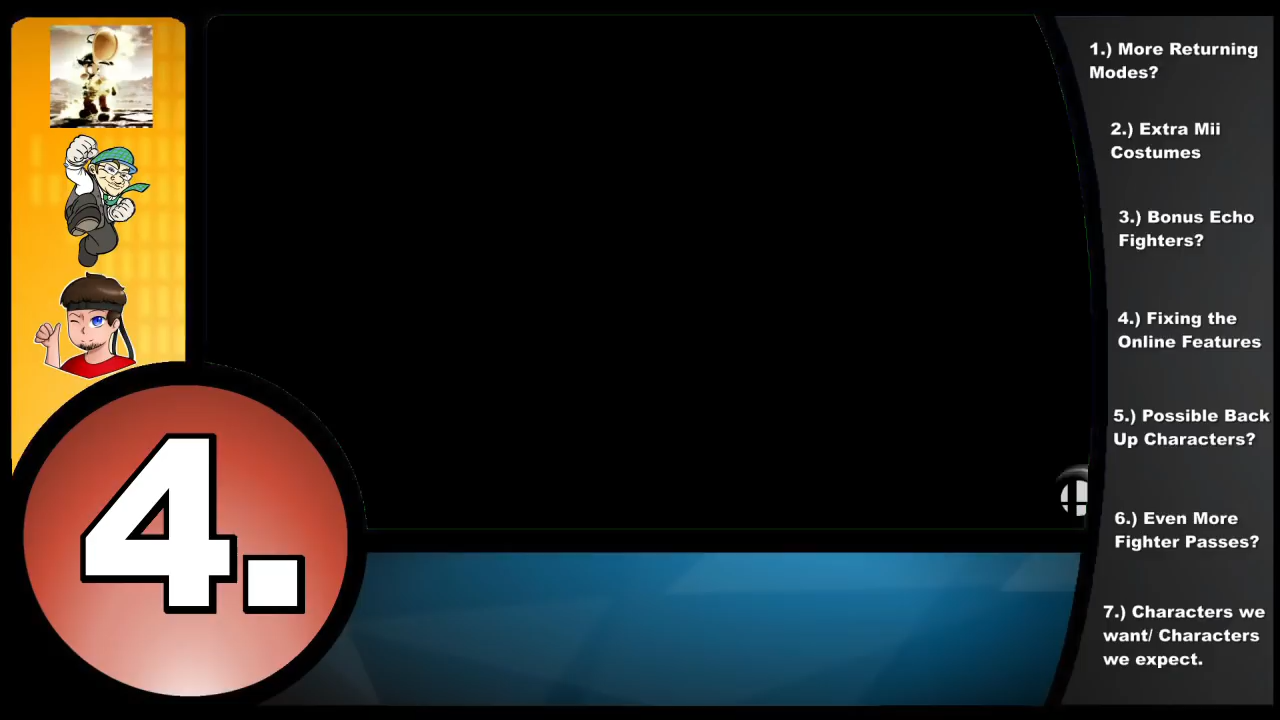 1.) More Returning
Modes?
2.) Extra Mii
Costumes
3.) Bonus Echo
Fighters?
4.) Fixing the
Online Features
5.) Possible Back
Up Characters?
6.) Even More
Fighter Passes?
7.) Characters we
want/ Characters
we expect.
4.